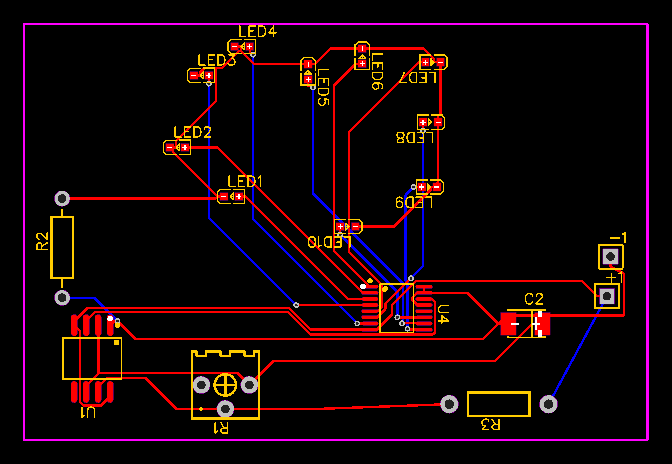 LED4
LED3
LED5
LED6
LED7
LED2
LED8
LED1
LED9
R2
LED10
-1
+1
C2
U4
U1
R1
R3